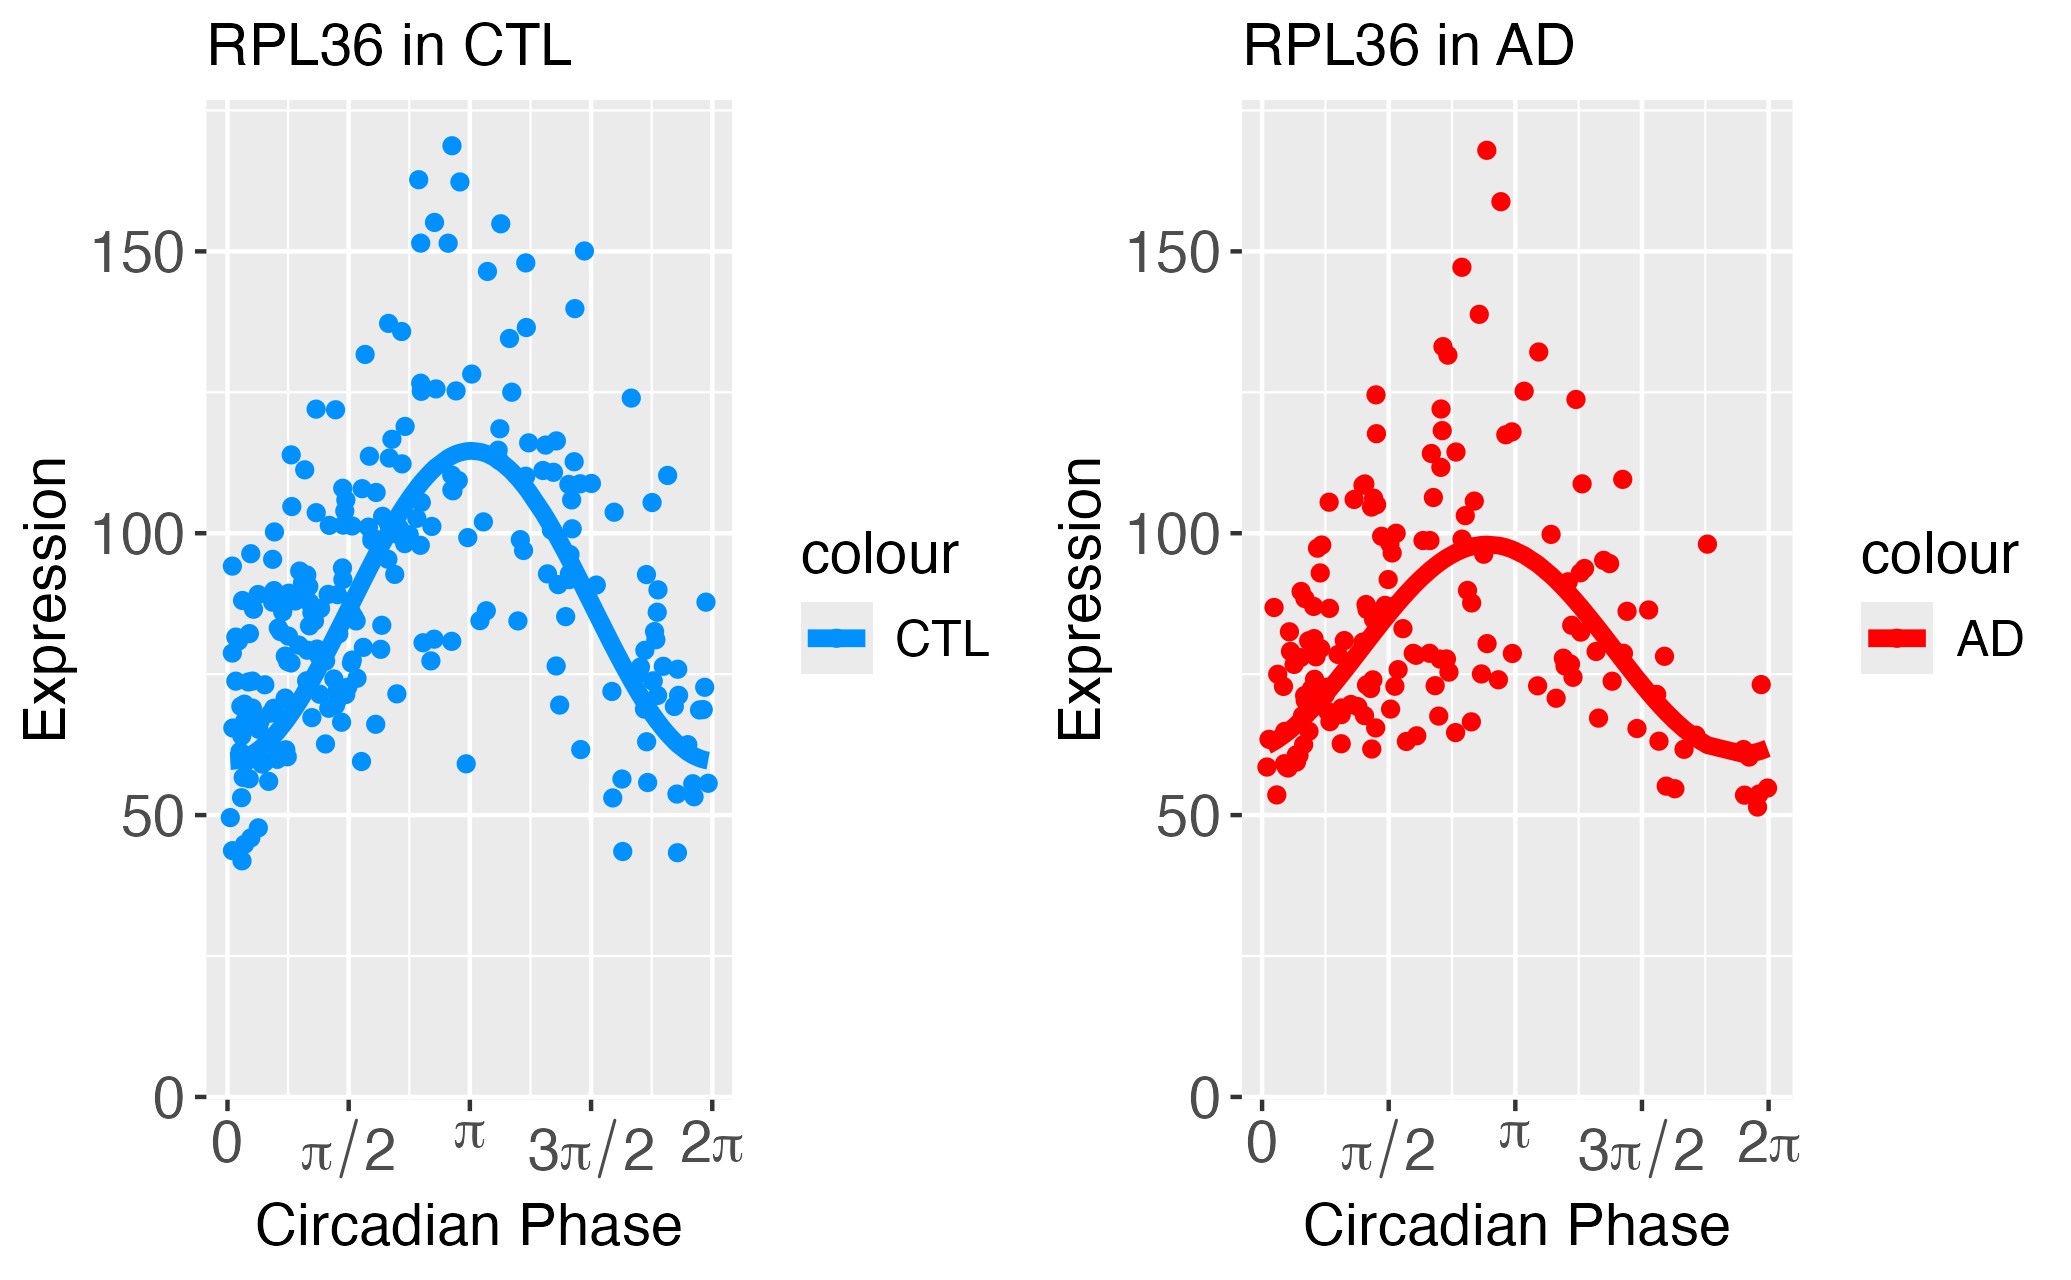 RPL36 in CTL
150
100
50
0
Expression
0 π/2 π 3π/2 2π
Circadian Phase
colour
CTL
RPL36 in AD
150
100
50
0
Expression
0 π/2 π 3π/2 2π
Circadian Phase
colour
AD